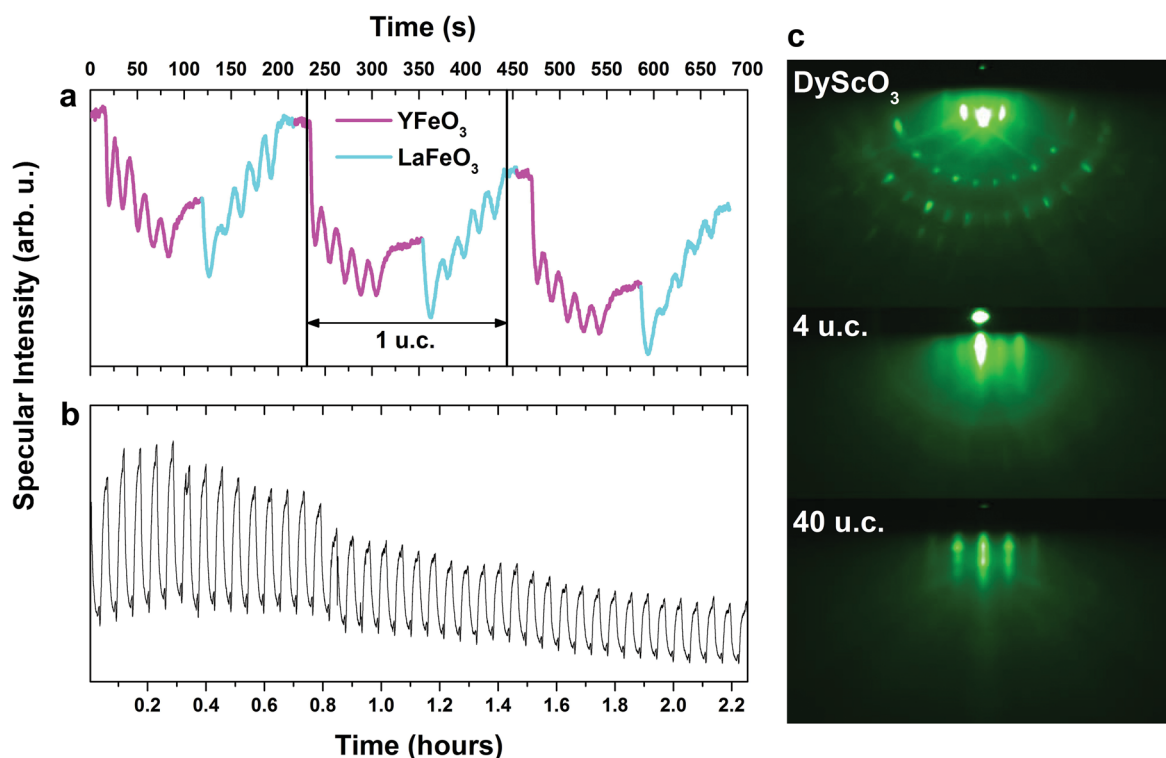 Time (s)
0 50 100 150 200 250 300 350 400 450 500 550 600 650 700
a
YFeO₃
LaFeO₃
1 u.c.
Specular Intensity (arb. u.)
b
0.2 0.4 0.6 0.8 1.0 1.2 1.4 1.6 1.8 2.0 2.2
Time (hours)
c
DyScO₃
4 u.c.
40 u.c.